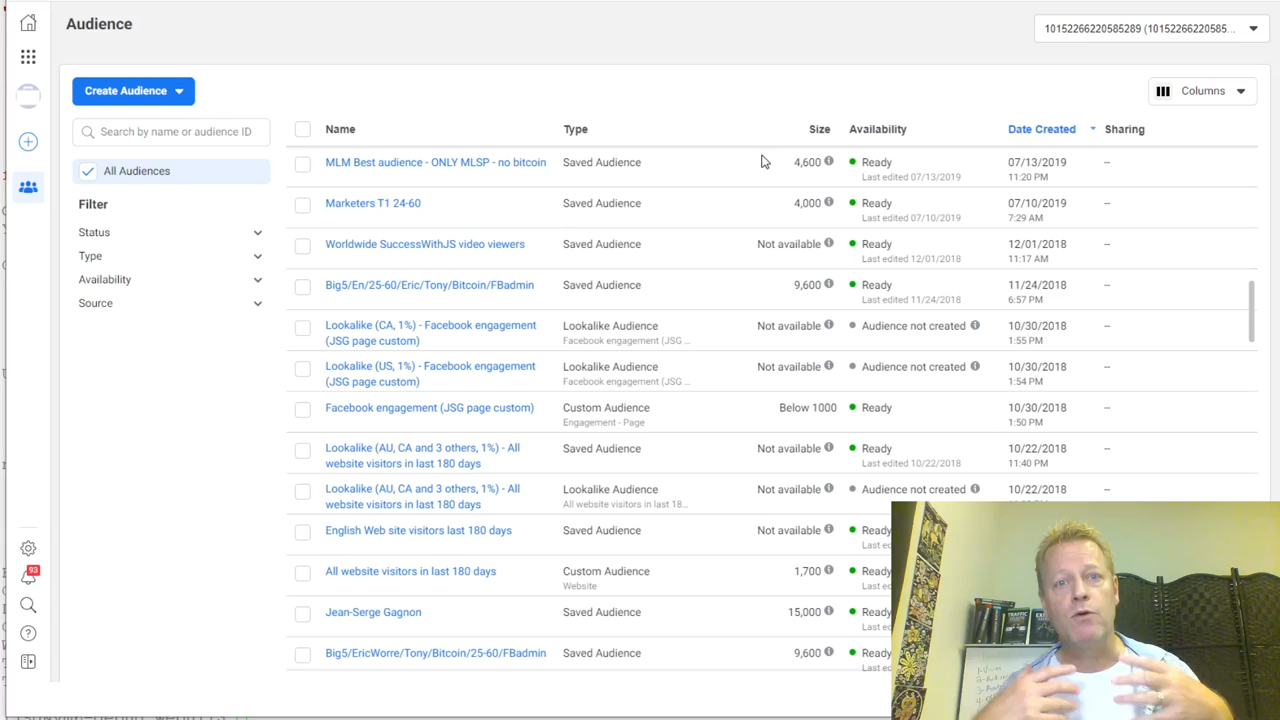 Audience
10152266220585289 (10152266220585...
Create Audience
Columns
Search by name or audience ID
All Audiences
Filter
Status
Type
Availability
Source
Name Type Size Availability Date Created Sharing
MLM Best audience - ONLY MLSP - no bitcoin Saved Audience 4,600 Ready 07/13/2019 --
Last edited 07/13/2019 11:20 PM
Marketers T1 24-60 Saved Audience 4,000 Ready 07/10/2019 --
Last edited 07/10/2019 7:29 AM
Worldwide SuccessWithJS video viewers Saved Audience Not available Ready 12/01/2018 --
Last edited 12/01/2018 11:17 AM
Big5/En/25-60/Eric/Tony/Bitcoin/FBadmin Saved Audience 9,600 Ready 11/24/2018 --
Last edited 11/24/2018 6:57 PM
Lookalike (CA, 1%) - Facebook engagement Lookalike Audience Not available Audience not created 10/30/2018 --
(JSG page custom) Facebook engagement (JSG ... 1:55 PM
Lookalike (US, 1%) - Facebook engagement Lookalike Audience Not available Audience not created 10/30/2018 --
(JSG page custom) Facebook engagement (JSG ... 1:54 PM
Facebook engagement (JSG page custom) Custom Audience Below 1000 Ready 10/30/2018 --
Engagement - Page 1:50 PM
Lookalike (AU, CA and 3 others, 1%) - All Saved Audience Not available Ready 10/22/2018 --
website visitors in last 180 days Last edited 10/22/2018 11:40 PM
Lookalike (AU, CA and 3 others, 1%) - All Lookalike Audience Not available Audience not created 10/22/2018 --
website visitors in last 180 days All website visitors in last 18...
English Web site visitors last 180 days Saved Audience Not available Ready
Last ed
All website visitors in last 180 days Custom Audience 1,700 Ready
Website Last ed
Jean-Serge Gagnon Saved Audience 15,000 Ready
Last ed
Big5/EricWorre/Tony/Bitcoin/25-60/FBadmin Saved Audience 9,600 Ready
Last ed
93
TRAFFIC